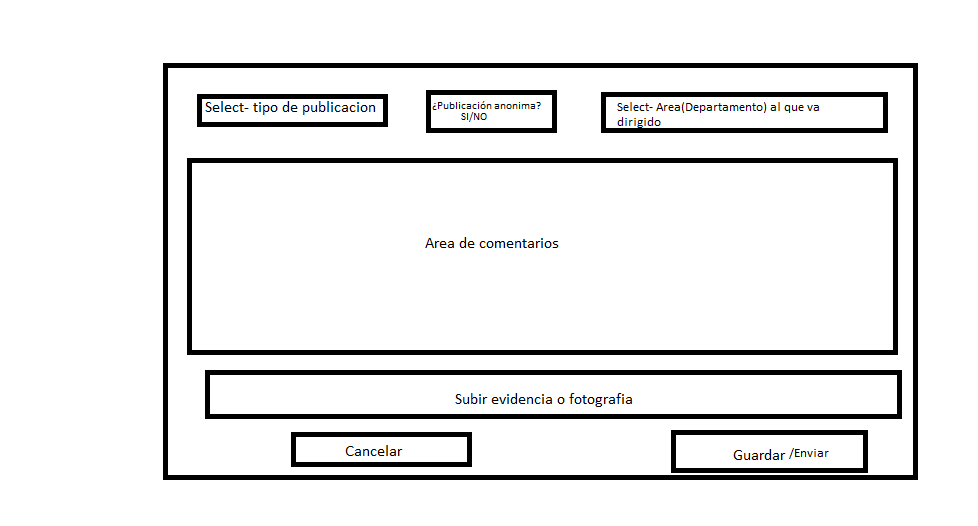 Select- tipo de publicacion
¿Publicación anonima?
SI/NO
Select- Area(Departamento) al que va
dirigido
Area de comentarios
Subir evidencia o fotografia
Cancelar
Guardar /Enviar